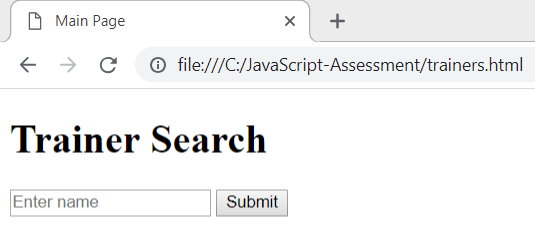 Main Page
file:///C:/JavaScript-Assessment/trainers.html
Trainer Search
Enter name Submit